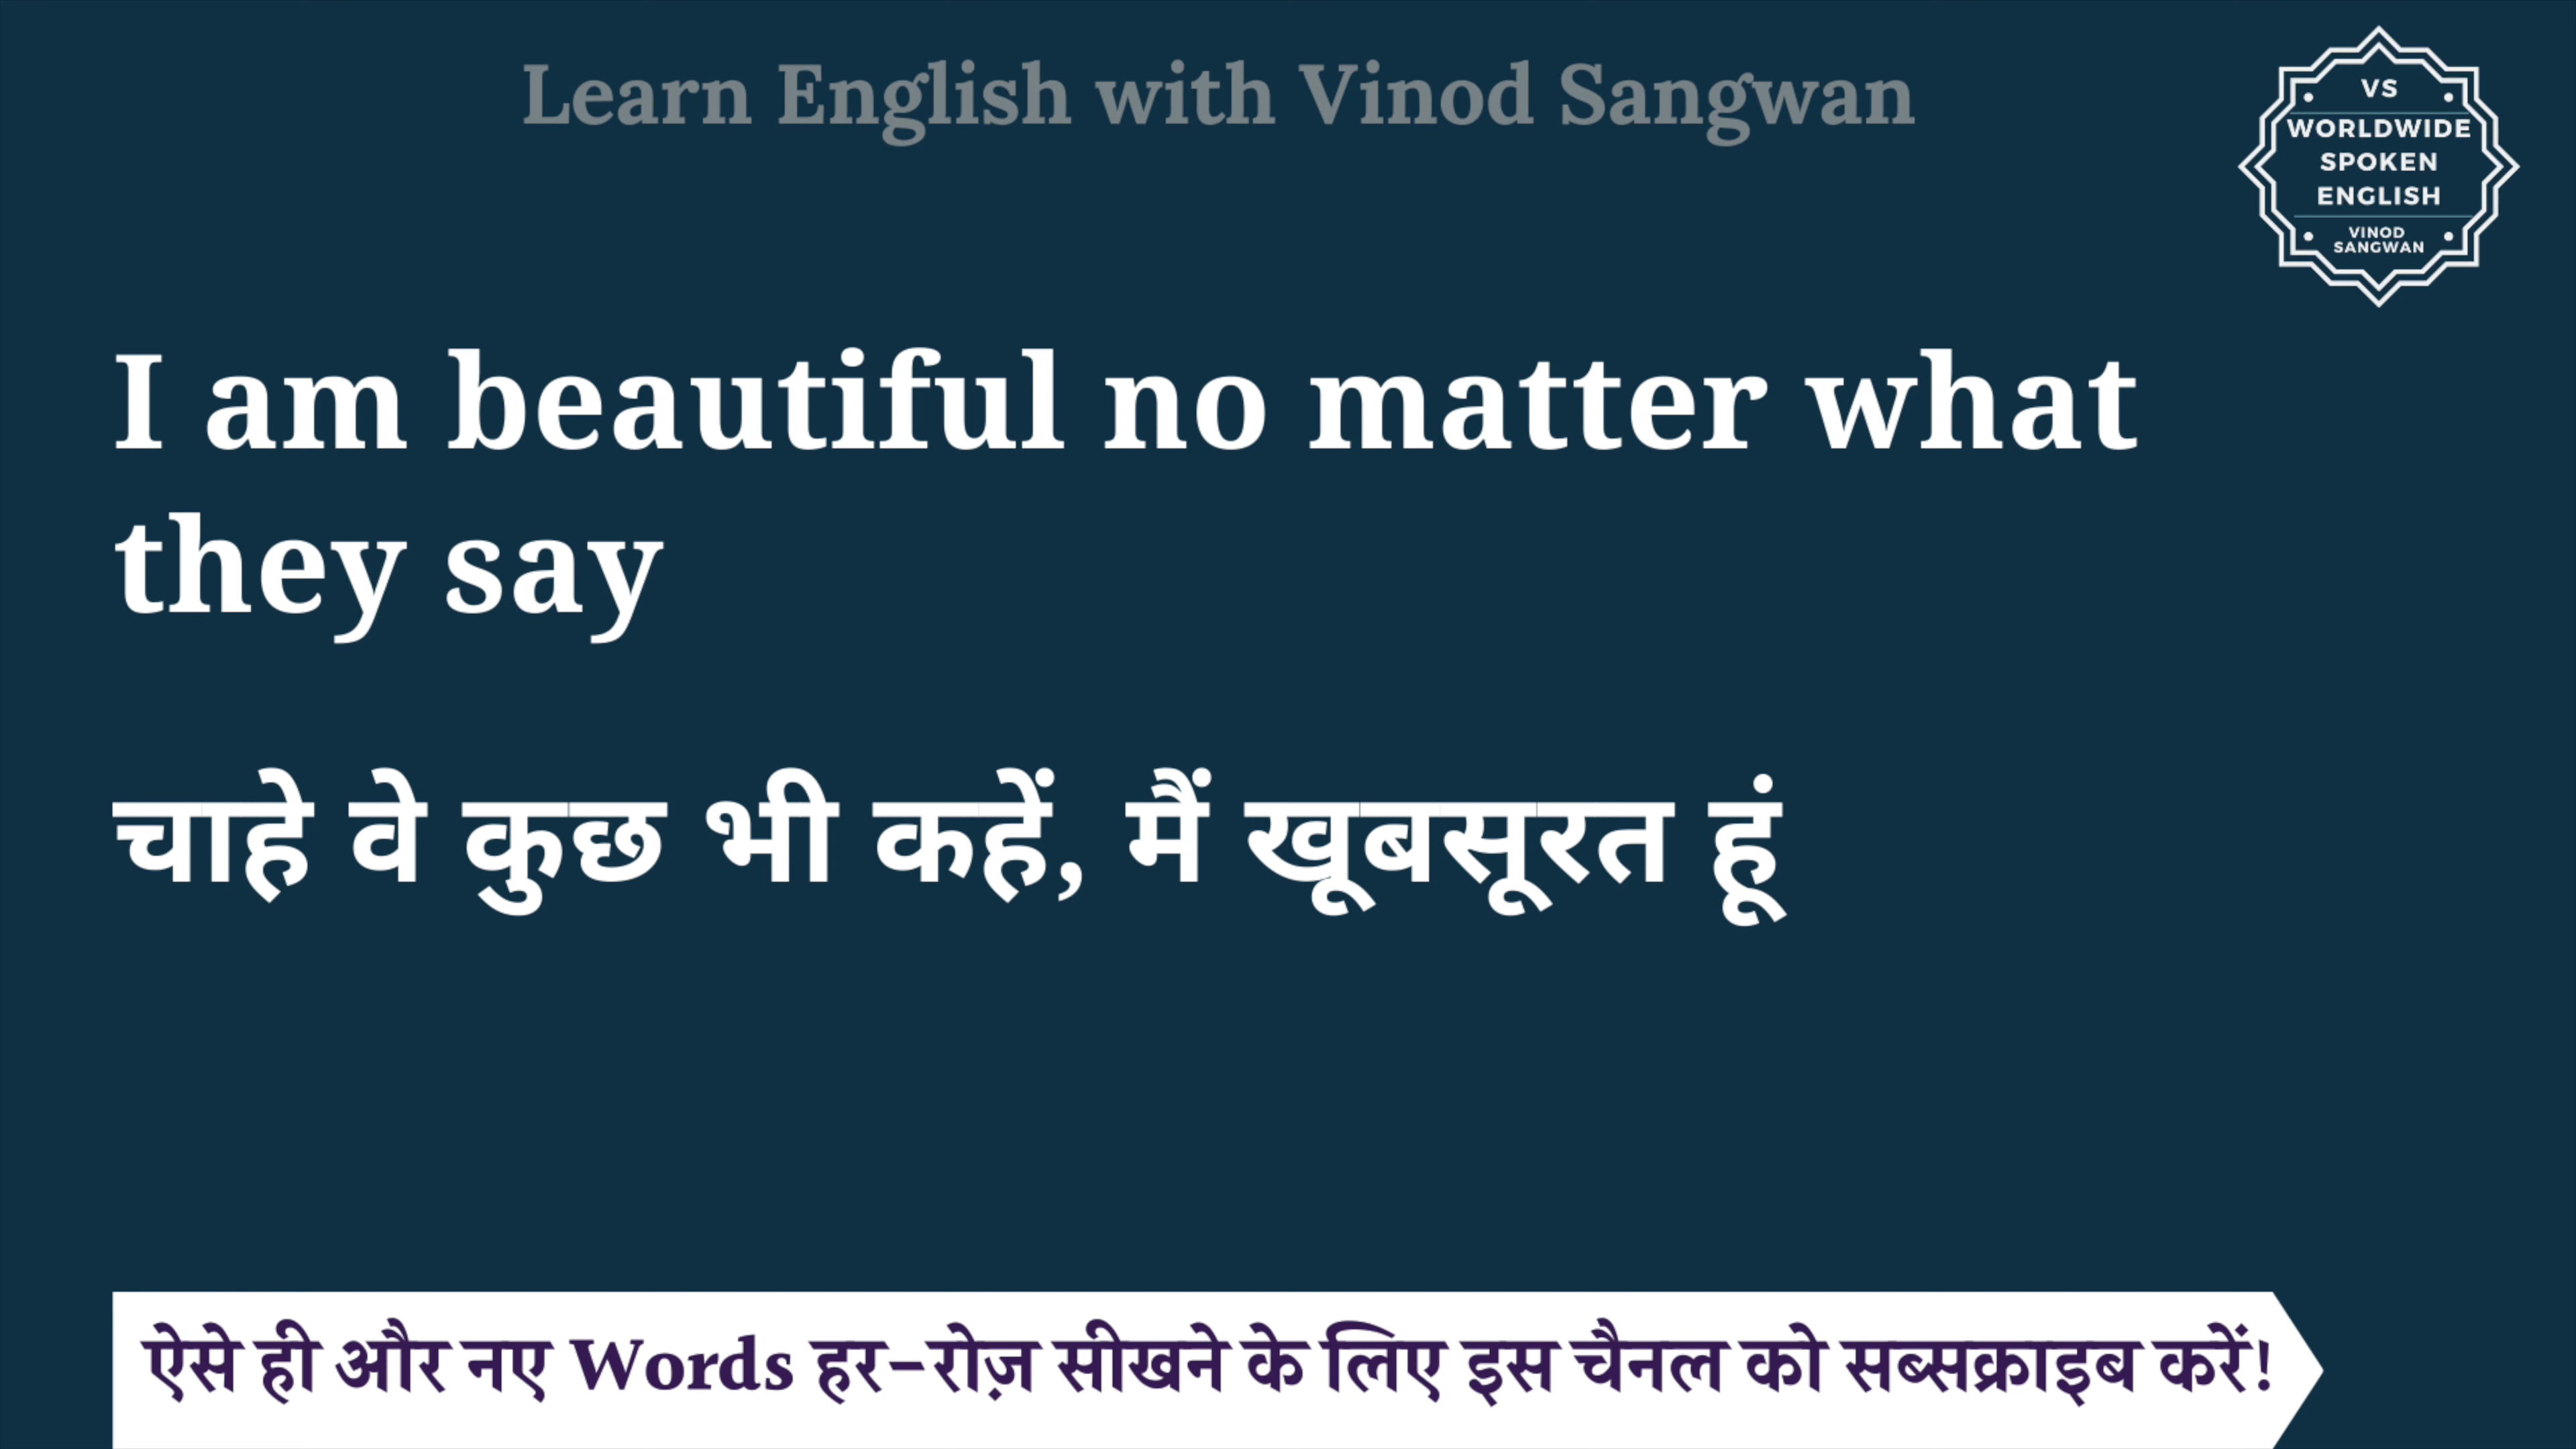 Learn English with Vinod Sangwan
VS
WORLDWIDE
SPOKEN
ENGLISH
VINOD
SANGWAN
I am beautiful no matter what
they say
चाहे वे कुछ भी कहें, मैं खूबसूरत हूं
ऐसे ही और नए Words हर-रोज़ सीखने के लिए इस चैनल को सब्सक्राइब करें!